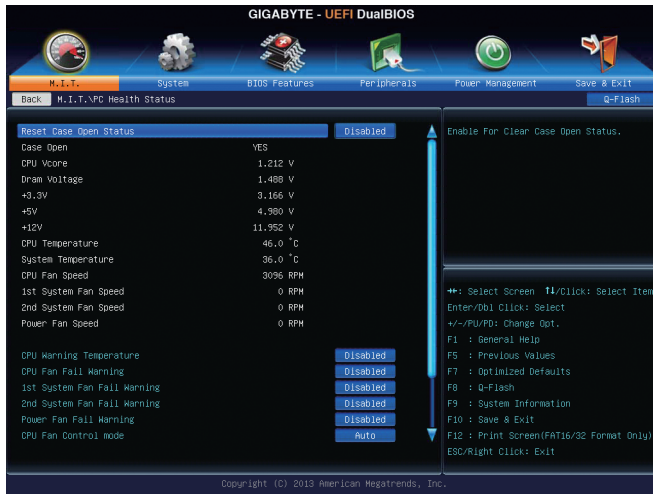 GIGABYTE - UEFI DualBIOS
M.I.T. System BIOS Features Peripherals Power Management Save & Exit
Back M.I.T.\PC Health Status Q-Flash
Reset Case Open Status Disabled
Case Open YES
CPU Vcore 1.212 V
Dram Voltage 1.488 V
+3.3V 3.166 V
+5V 4.980 V
+12V 11.952 V
CPU Temperature 46.0 °C
System Temperature 36.0 °C
CPU Fan Speed 3096 RPM
1st System Fan Speed 0 RPM
2nd System Fan Speed 0 RPM
Power Fan Speed 0 RPM
CPU Warning Temperature Disabled
CPU Fan Fail Warning Disabled
1st System Fan Fail Warning Disabled
2nd System Fan Fail Warning Disabled
Power Fan Fail Warning Disabled
CPU Fan Control mode Auto
Enable For Clear Case Open Status.
→←: Select Screen ↑↓/Click: Select Item
Enter/Dbl Click: Select
+/-/PU/PD: Change Opt.
F1 : General Help
F5 : Previous Values
F7 : Optimized Defaults
F8 : Q-Flash
F9 : System Information
F10 : Save & Exit
F12 : Print Screen(FAT16/32 Format Only)
ESC/Right Click: Exit
Copyright (C) 2013 American Megatrends, Inc.